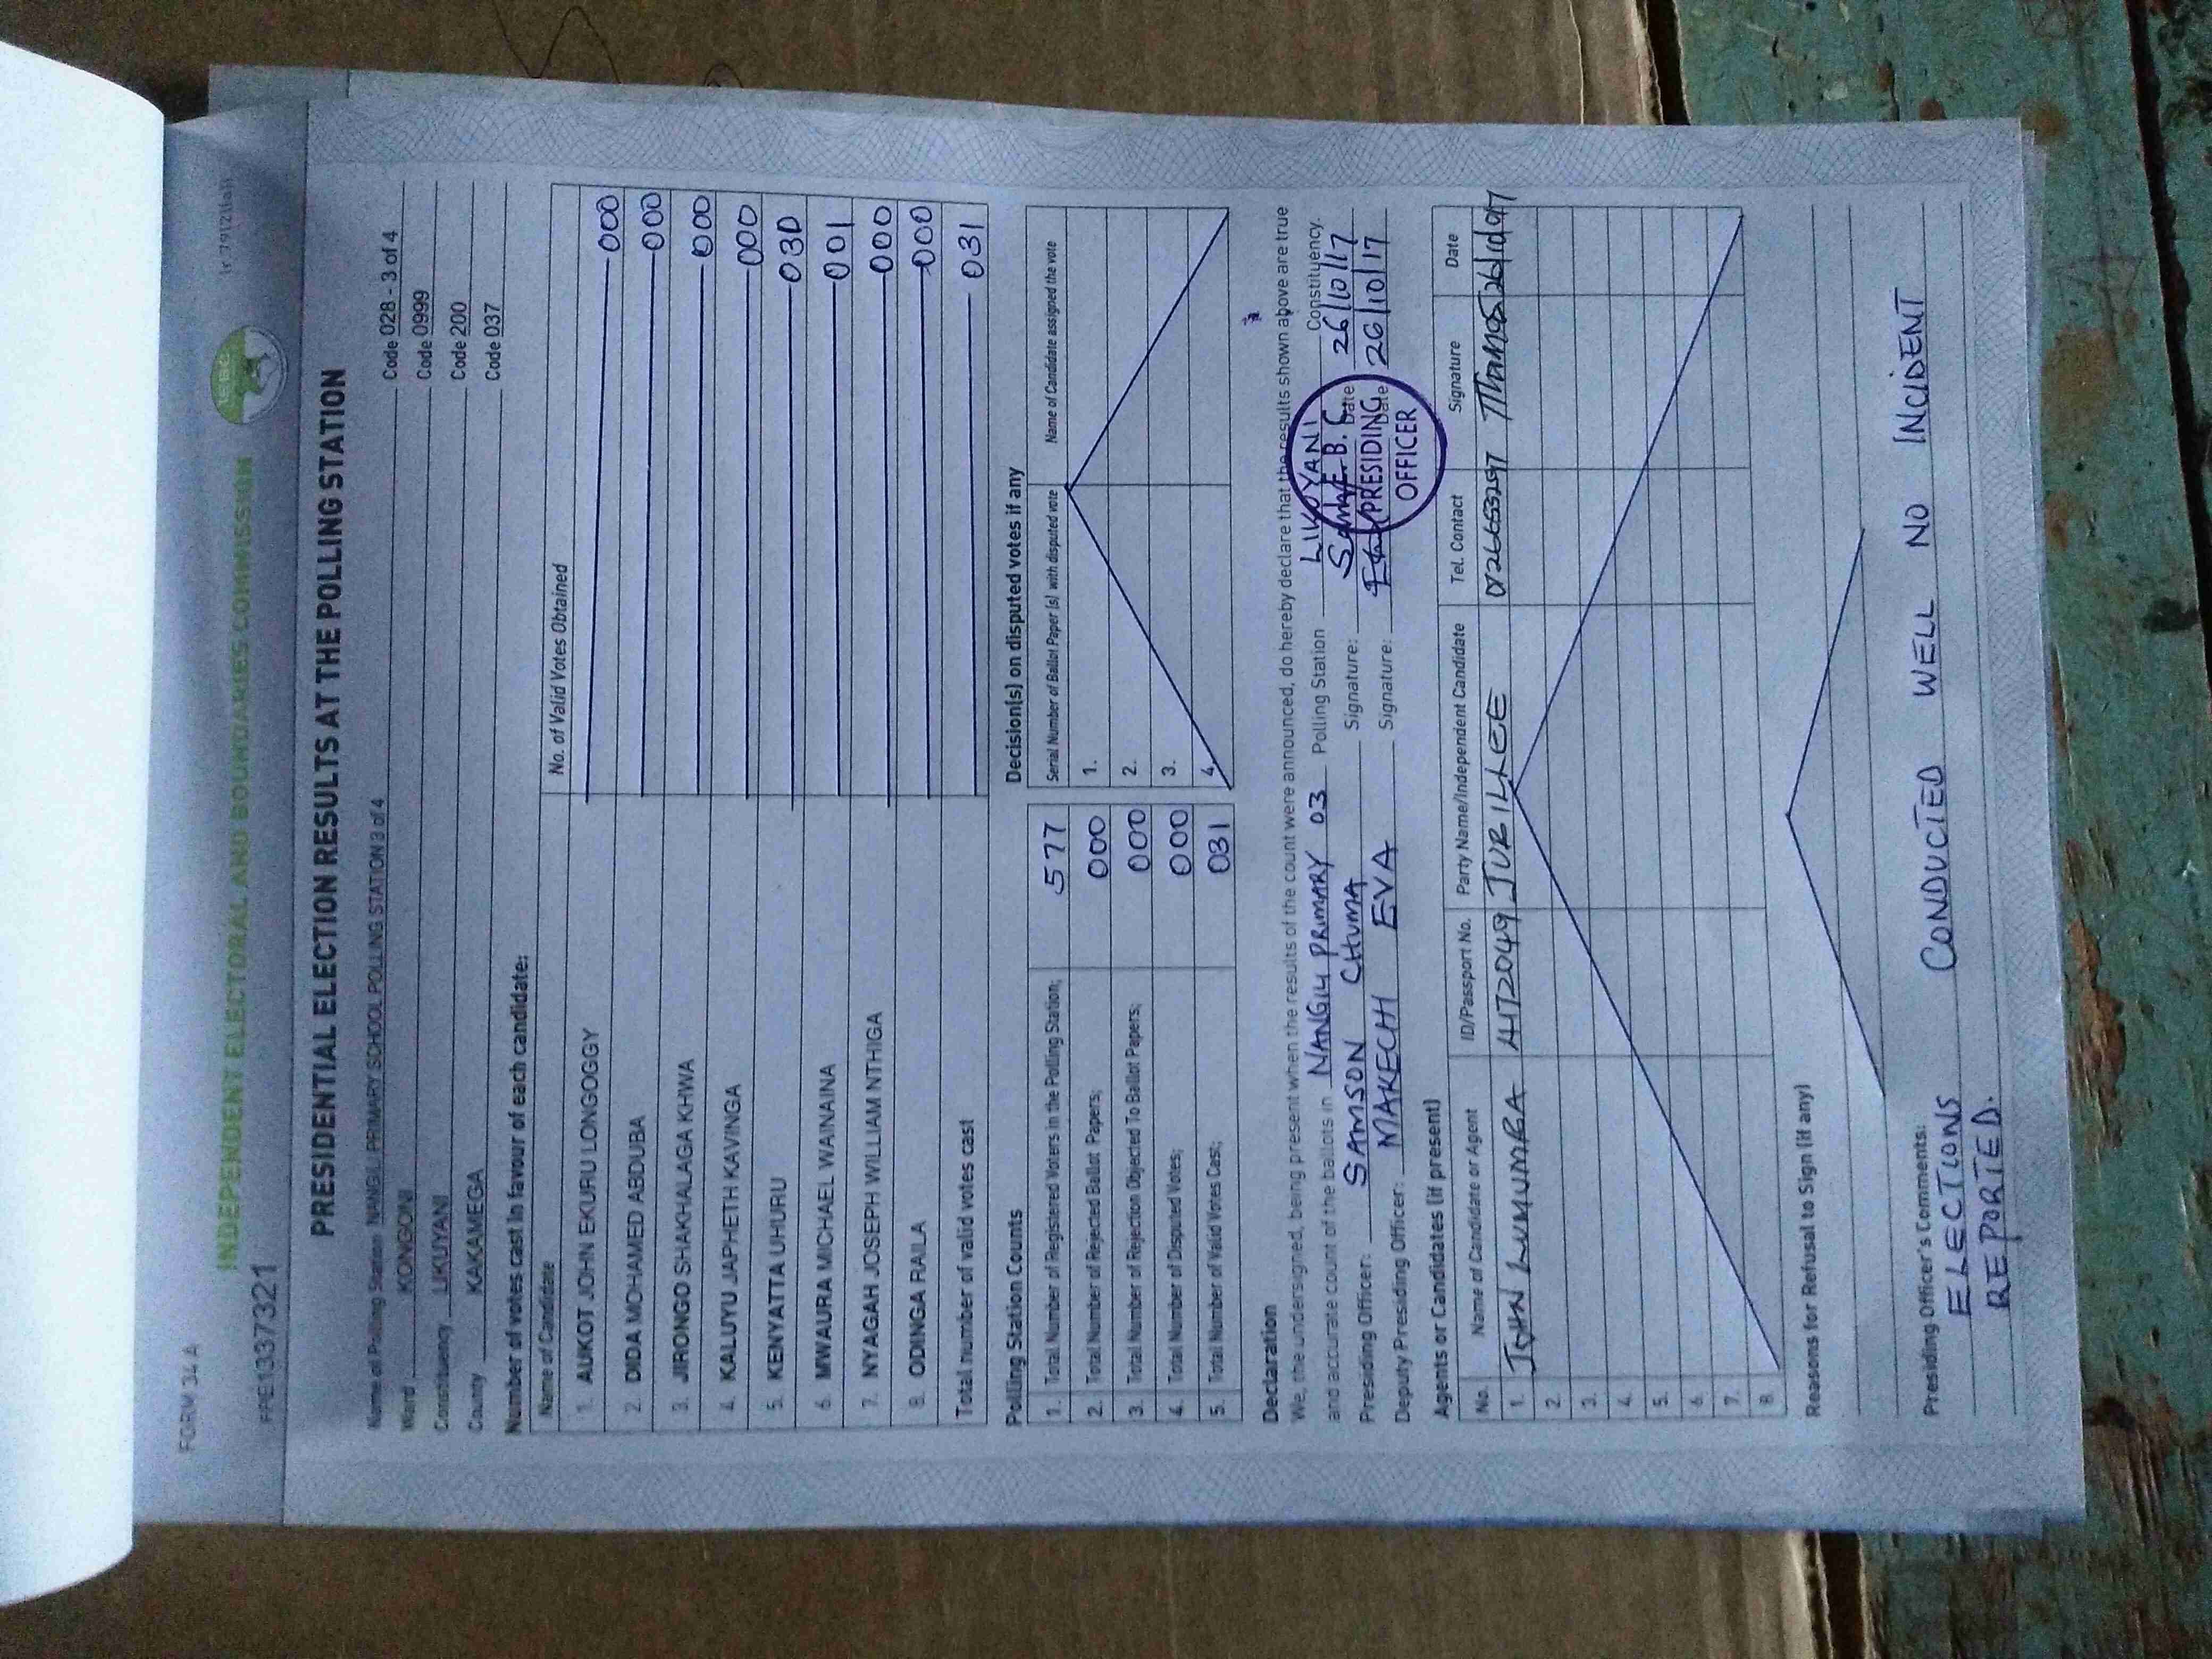 FORM 34 A
INDEPENDENT ELECTORAL AND BOUNDARIES COMMISSION
IEBC
FPE1337321
PRESIDENTIAL ELECTION RESULTS AT THE POLLING STATION
Name of Polling Station NANGILI PRIMARY SCHOOL POLLING STATION 3 of 4 Code 028 - 3 of 4
Ward KONGONI Code 0999
Constituency LIKUYANI Code 200
County KAKAMEGA Code 037
Number of votes cast in favour of each candidate:
Name of Candidate No. of Valid Votes Obtained
1. AUKOT JOHN EKURU LONGOGGY 000
2. DIDA MOHAMED ABDUBA 000
3. JIRONGO SHAKHALAGA KHWA 000
4. KALUYU JAPHETH KAVINGA 000
5. KENYATTA UHURU 030
6. MWAURA MICHAEL WAINAINA 001
7. NYAGAH JOSEPH WILLIAM NTHIGA 000
8. ODINGA RAILA 000
Total number of valid votes cast 031
Polling Station Counts
1. Total Number of Registered Voters in the Polling Station; 577
2. Total Number of Rejected Ballot Papers; 000
3. Total Number of Rejection Objected To Ballot Papers; 000
4. Total Number of Disputed Votes; 000
5. Total Number of Valid Votes Cast; 031
Decision(s) on disputed votes if any
Serial Number of Ballot Paper (s) with disputed vote Name of Candidate assigned the vote
1.
2.
3.
4.
Declaration
We, the undersigned, being present when the results of the count were announced, do hereby declare that the results shown above are true
and accurate count of the ballots in NANGILI PRIMARY 03 Polling Station LIKUYANI Constituency.
Presiding Officer: SAMSON CHUMA Signature: Date 26/10/17
Deputy Presiding Officer: MAKECHI EVA Signature: Date 26/10/17
I.E.B.C.
PRESIDING
OFFICER
Agents or Candidates (if present)
No. Name of Candidate or Agent ID/Passport No. Party Name/Independent Candidate Tel. Contact Signature Date
1. JOHN LUMUMBA JUBILEE
2.
3.
4.
5.
6.
7.
8.
Reasons for Refusal to Sign (if any)
Presiding Officer's Comments:
ELECTIONS CONDUCTED WELL NO INCIDENT
REPORTED.